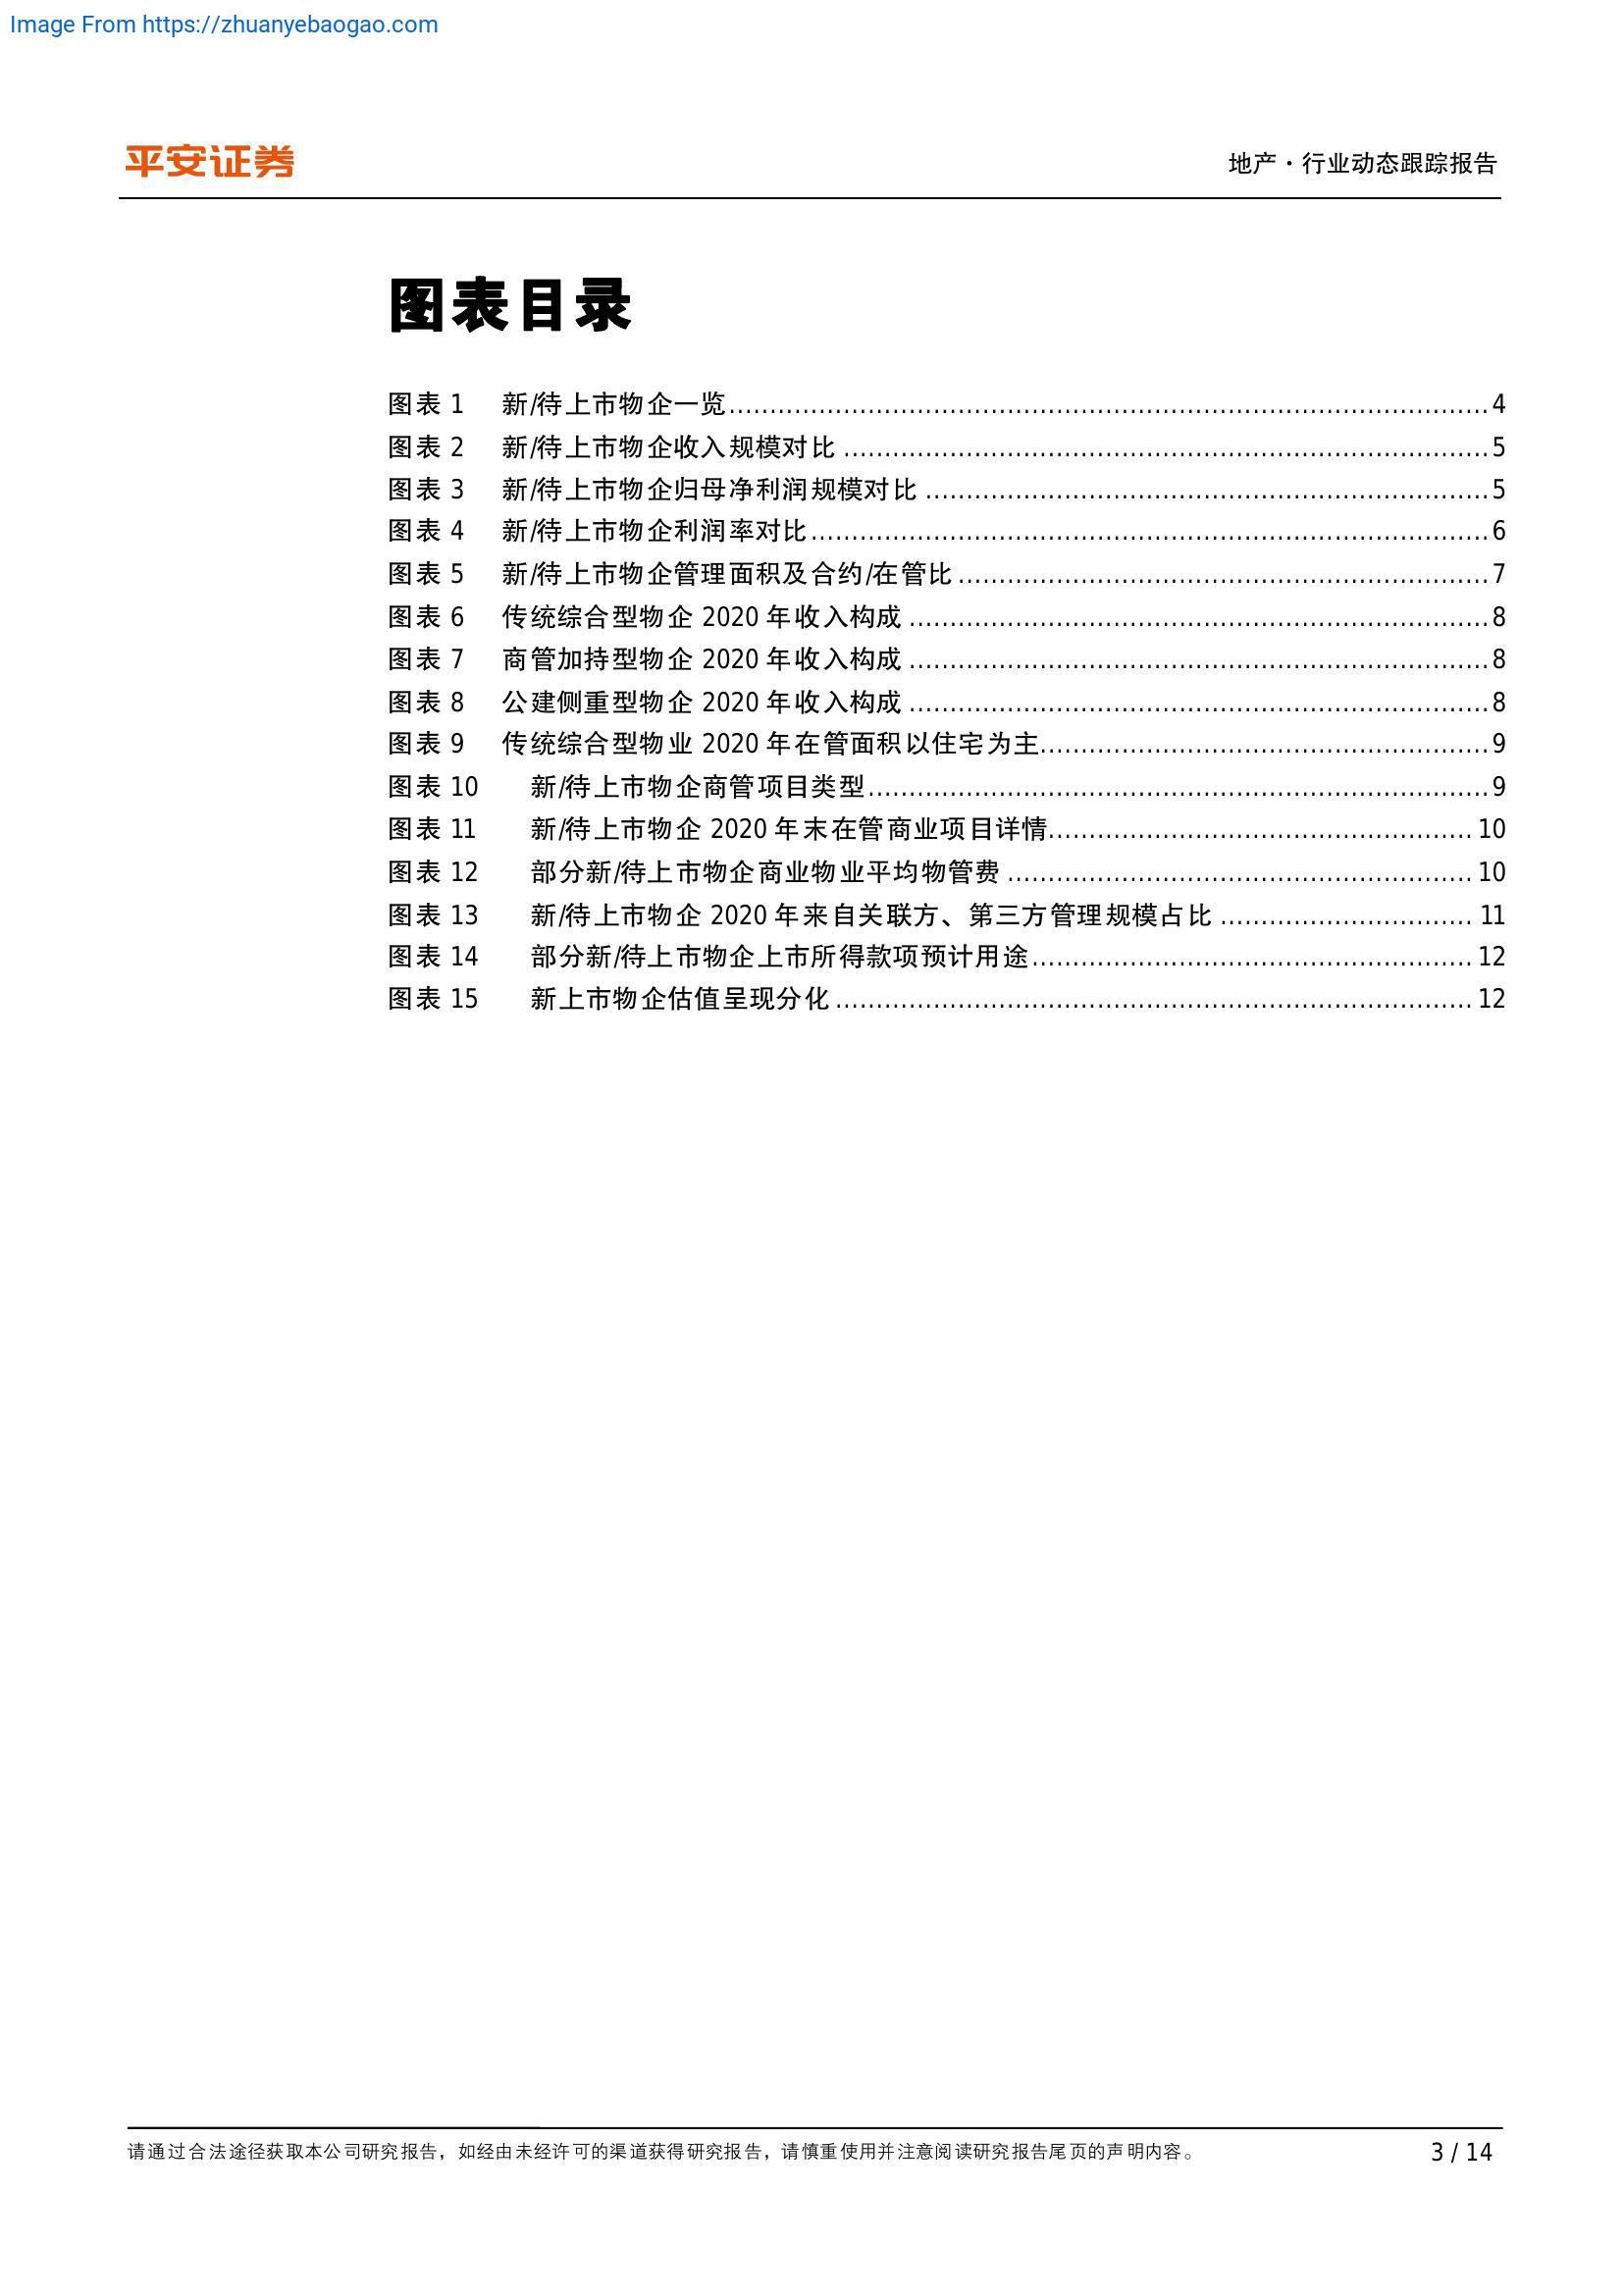 Image From https://zhuanyebaogao.com
平安证券
地产·行业动态跟踪报告
图表目录
图表 1 新/待上市物企一览 4
图表 2 新/待上市物企收入规模对比 5
图表 3 新/待上市物企归母净利润规模对比 5
图表 4 新/待上市物企利润率对比 6
图表 5 新/待上市物企管理面积及合约/在管比 7
图表 6 传统综合型物企 2020 年收入构成 8
图表 7 商管加持型物企 2020 年收入构成 8
图表 8 公建侧重型物企 2020 年收入构成 8
图表 9 传统综合型物业 2020 年在管面积以住宅为主 9
图表 10 新/待上市物企商管项目类型 9
图表 11 新/待上市物企 2020 年末在管商业项目详情 10
图表 12 部分新/待上市物企商业物业平均物管费 10
图表 13 新/待上市物企 2020 年来自关联方、第三方管理规模占比 11
图表 14 部分新/待上市物企上市所得款项预计用途 12
图表 15 新上市物企估值呈现分化 12
请通过合法途径获取本公司研究报告，如经由未经许可的渠道获得研究报告，请慎重使用并注意阅读研究报告尾页的声明内容。
3 / 14